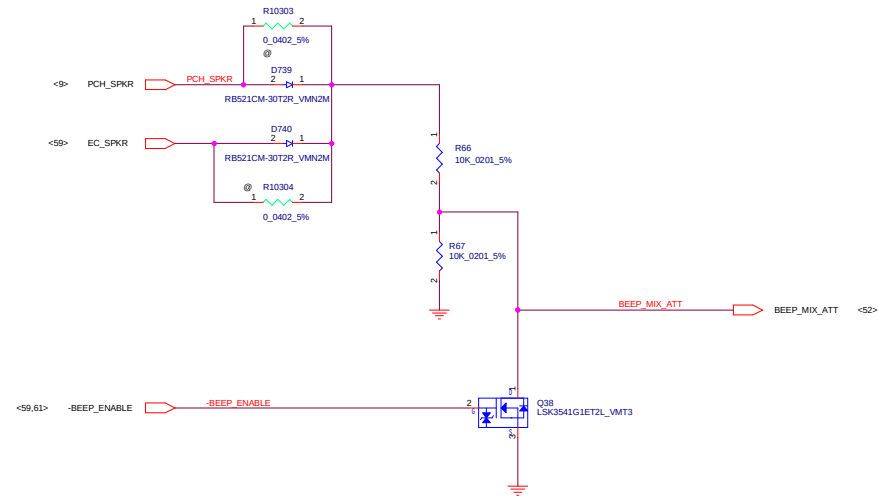 R10303
1 2
0_0402_5%
@
D739
<9> PCH_SPKR PCH_SPKR 2 1
RB521CM-30T2R_VMN2M
D740
<59> EC_SPKR 2 1
RB521CM-30T2R_VMN2M
1
R66
10K_0201_5%
2
@ R10304
1 2
0_0402_5%
1
R67
10K_0201_5%
2
BEEP_MIX_ATT BEEP_MIX_ATT <52>
1
D
<59,61> -BEEP_ENABLE -BEEP_ENABLE 2 G
Q38
LSK3541G1ET2L_VMT3
S
3